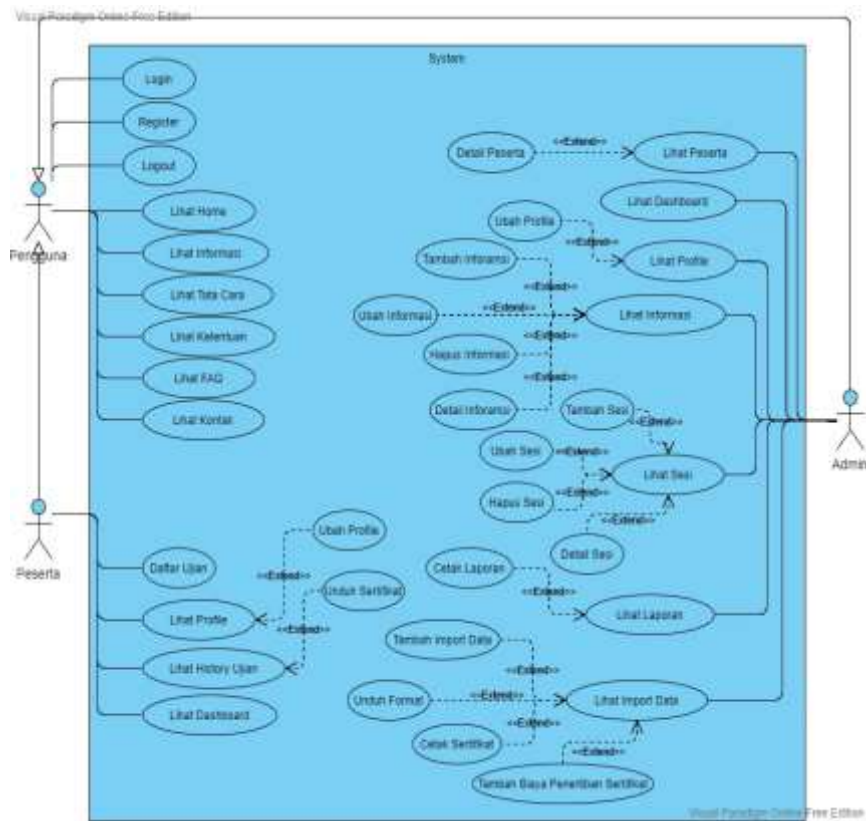 Visual Paradigm Online Free Edition
System
Login
Register
Logout
Pengguna
Lihat Home
Lihat Informasi
Lihat Tata Cara
Lihat Ketentuan
Lihat FAQ
Lihat Kontak
Detail Peserta
<<Extend>>
Lihat Peserta
Lihat Dashboard
Ubah Profile
<<Extend>>
Lihat Profile
Tambah Inforansi
<<Extend>>
Ubah Informasi
<<Extend>>
Lihat Informasi
Hapus Informasi
<<Extend>>
Detail Inforansi
<<Extend>>
Tambah Sesi
<<Extend>>
Ubah Sesi
<<Extend>>
Lihat Sesi
Hapus Sesi
<<Extend>>
Detail Sesi
<<Extend>>
Admin
Peserta
Daftar Ujian
Ubah Profile
<<Extend>>
Lihat Profile
Unduh Sertifikat
<<Extend>>
Lihat History Ujian
Lihat Dashboard
Cetak Laporan
<<Extend>>
Lihat Laporan
Tambah Import Data
<<Extend>>
Unduh Format
<<Extend>>
Lihat Import Data
Cetak Sertifikat
<<Extend>>
Tambah Biaya Penerbitan Sertifikat
<<Extend>>
Visual Paradigm Online Free Edition